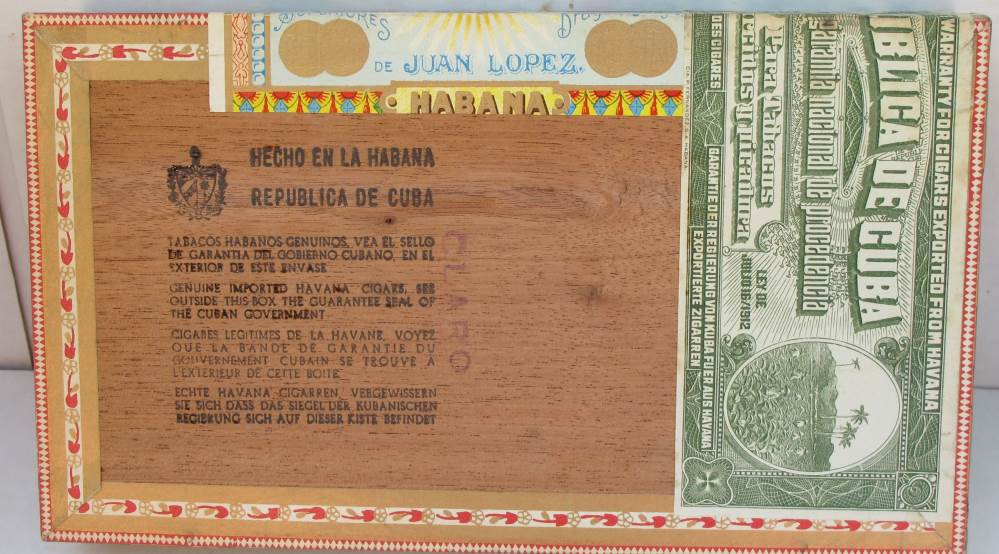 DE JUAN LOPEZ.
HABANA
HECHO EN LA HABANA
REPUBLICA DE CUBA
TABACOS HABANOS GENUINOS, VEA EL SELLO
DE GARANTIA DEL GOBIERNO CUBANO, EN EL
EXTERIOR DE ESTE ENVASE
GENUINE IMPORTED HAVANA CIGARS, SEE
OUTSIDE THIS BOX THE GUARANTEE SEAL OF
THE CUBAN GOVERNMENT
CIGARES LEGITIMES DE LA HAVANE, VOYEZ
QUE LA BANDE DE GARANTIE DU
GOUVERNEMENT CUBAIN SE TROUVE A
L'EXTERIEUR DE CETTE BOITE
ECHTE HAVANA CIGARREN, VERGEWISSERN
SIE SICH DASS DAS SIEGEL DER KUBANISCHEN
REGIERUNG SICH AUF DIESER KISTE BEFINDET
CLARO
WARRANTY FOR CIGARS EXPORTED FROM HAVANA
BLICA DE CUBA
Garantia nacional de procedencia
LEY DE
JULIO 16/1912
GARANTIE DER REGIERUNG VON KUBA FUER AUS HAVANA
EXPORTIERTE ZIGARREN
DES CIGARES